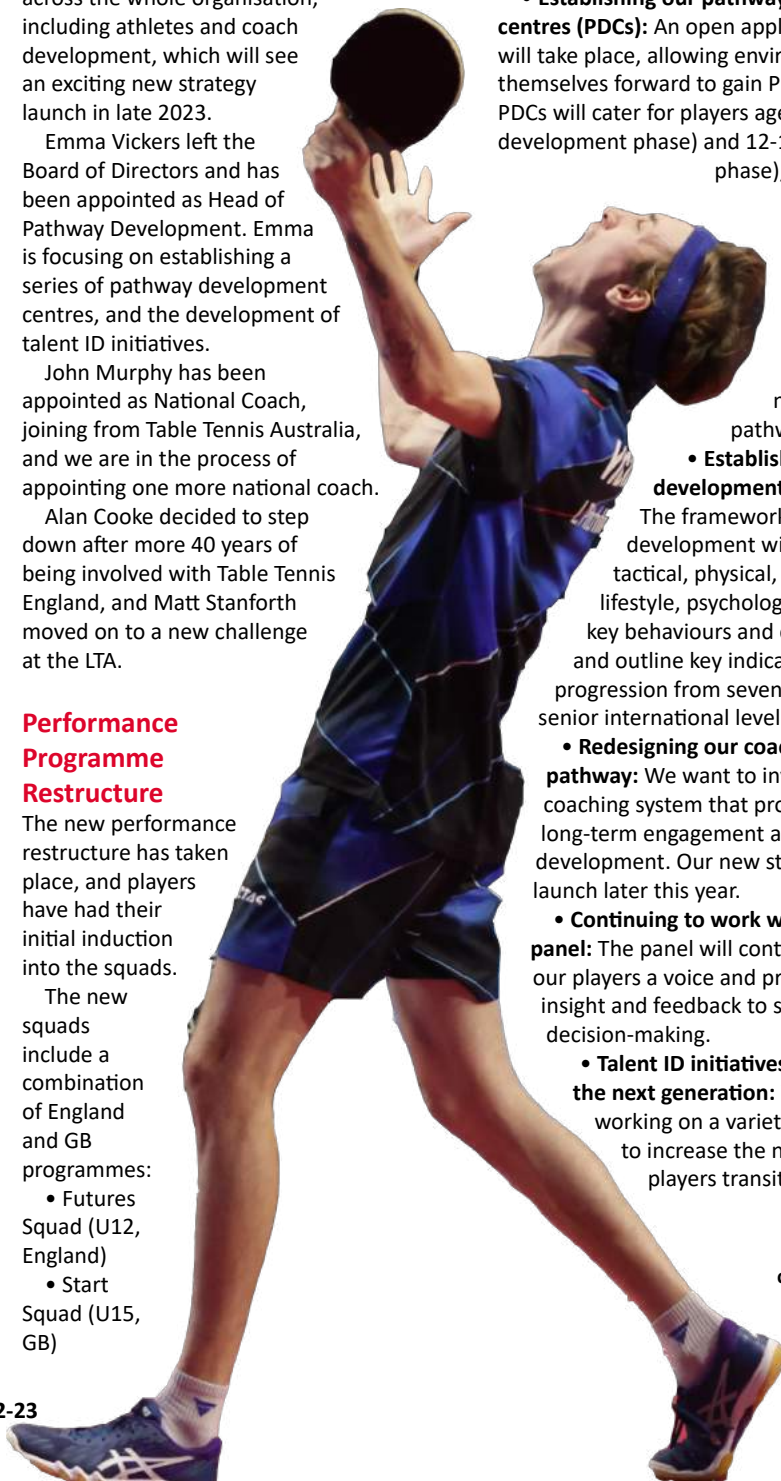 across the whole organisation,
including athletes and coach
development, which will see
an exciting new strategy
launch in late 2023.
Emma Vickers left the
Board of Directors and has
been appointed as Head of
Pathway Development. Emma
is focusing on establishing a
series of pathway development
centres, and the development of
talent ID initiatives.
John Murphy has been
appointed as National Coach,
joining from Table Tennis Australia,
and we are in the process of
appointing one more national coach.
Alan Cooke decided to step
down after more 40 years of
being involved with Table Tennis
England, and Matt Stanforth
moved on to a new challenge
at the LTA.
Performance
Programme
Restructure
The new performance
restructure has taken
place, and players
have had their
initial induction
into the squads.
The new
squads
include a
combination
of England
and GB
programmes:
• Futures
Squad (U12,
England)
• Start
Squad (U15,
GB)
2-23
• Establishing our pathway
centres (PDCs): An open appl
will take place, allowing envir
themselves forward to gain P
PDCs will cater for players age
development phase) and 12-1
phase)
pathw
• Establish
development
The framework
development wi
tactical, physical,
lifestyle, psycholog
key behaviours and
and outline key indica
progression from seven
senior international level
• Redesigning our coac
pathway: We want to in
coaching system that pro
long-term engagement a
development. Our new st
launch later this year.
• Continuing to work w
panel: The panel will cont
our players a voice and pr
insight and feedback to s
decision-making.
• Talent ID initiatives
the next generation:
working on a variet
to increase the n
players transit